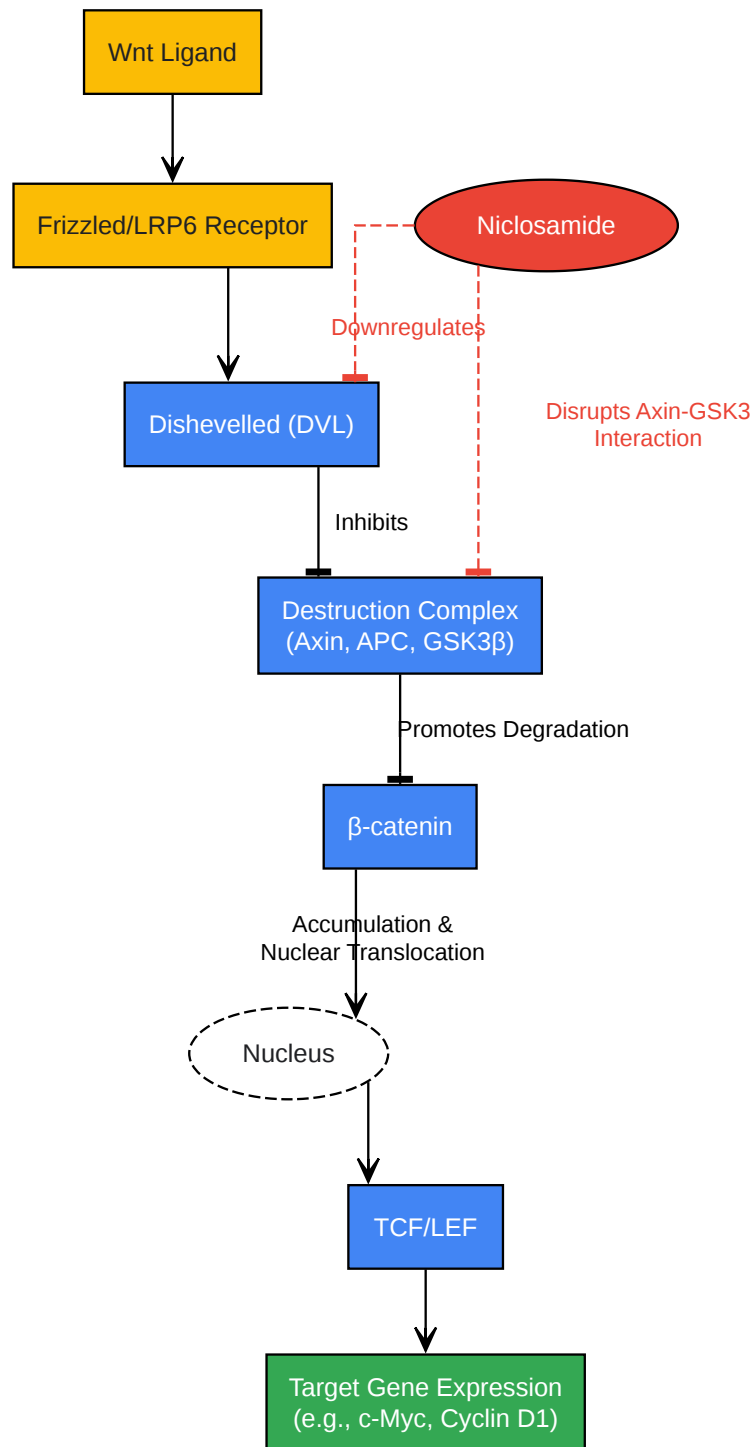 Wnt Ligand
Frizzled/LRP6 Receptor
Niclosamide
Downregulates
Disrupts Axin-GSK3
Interaction
Dishevelled (DVL)
Inhibits
Destruction Complex
(Axin, APC, GSK3β)
Promotes Degradation
β-catenin
Accumulation &
Nuclear Translocation
Nucleus
TCF/LEF
Target Gene Expression
(e.g., c-Myc, Cyclin D1)